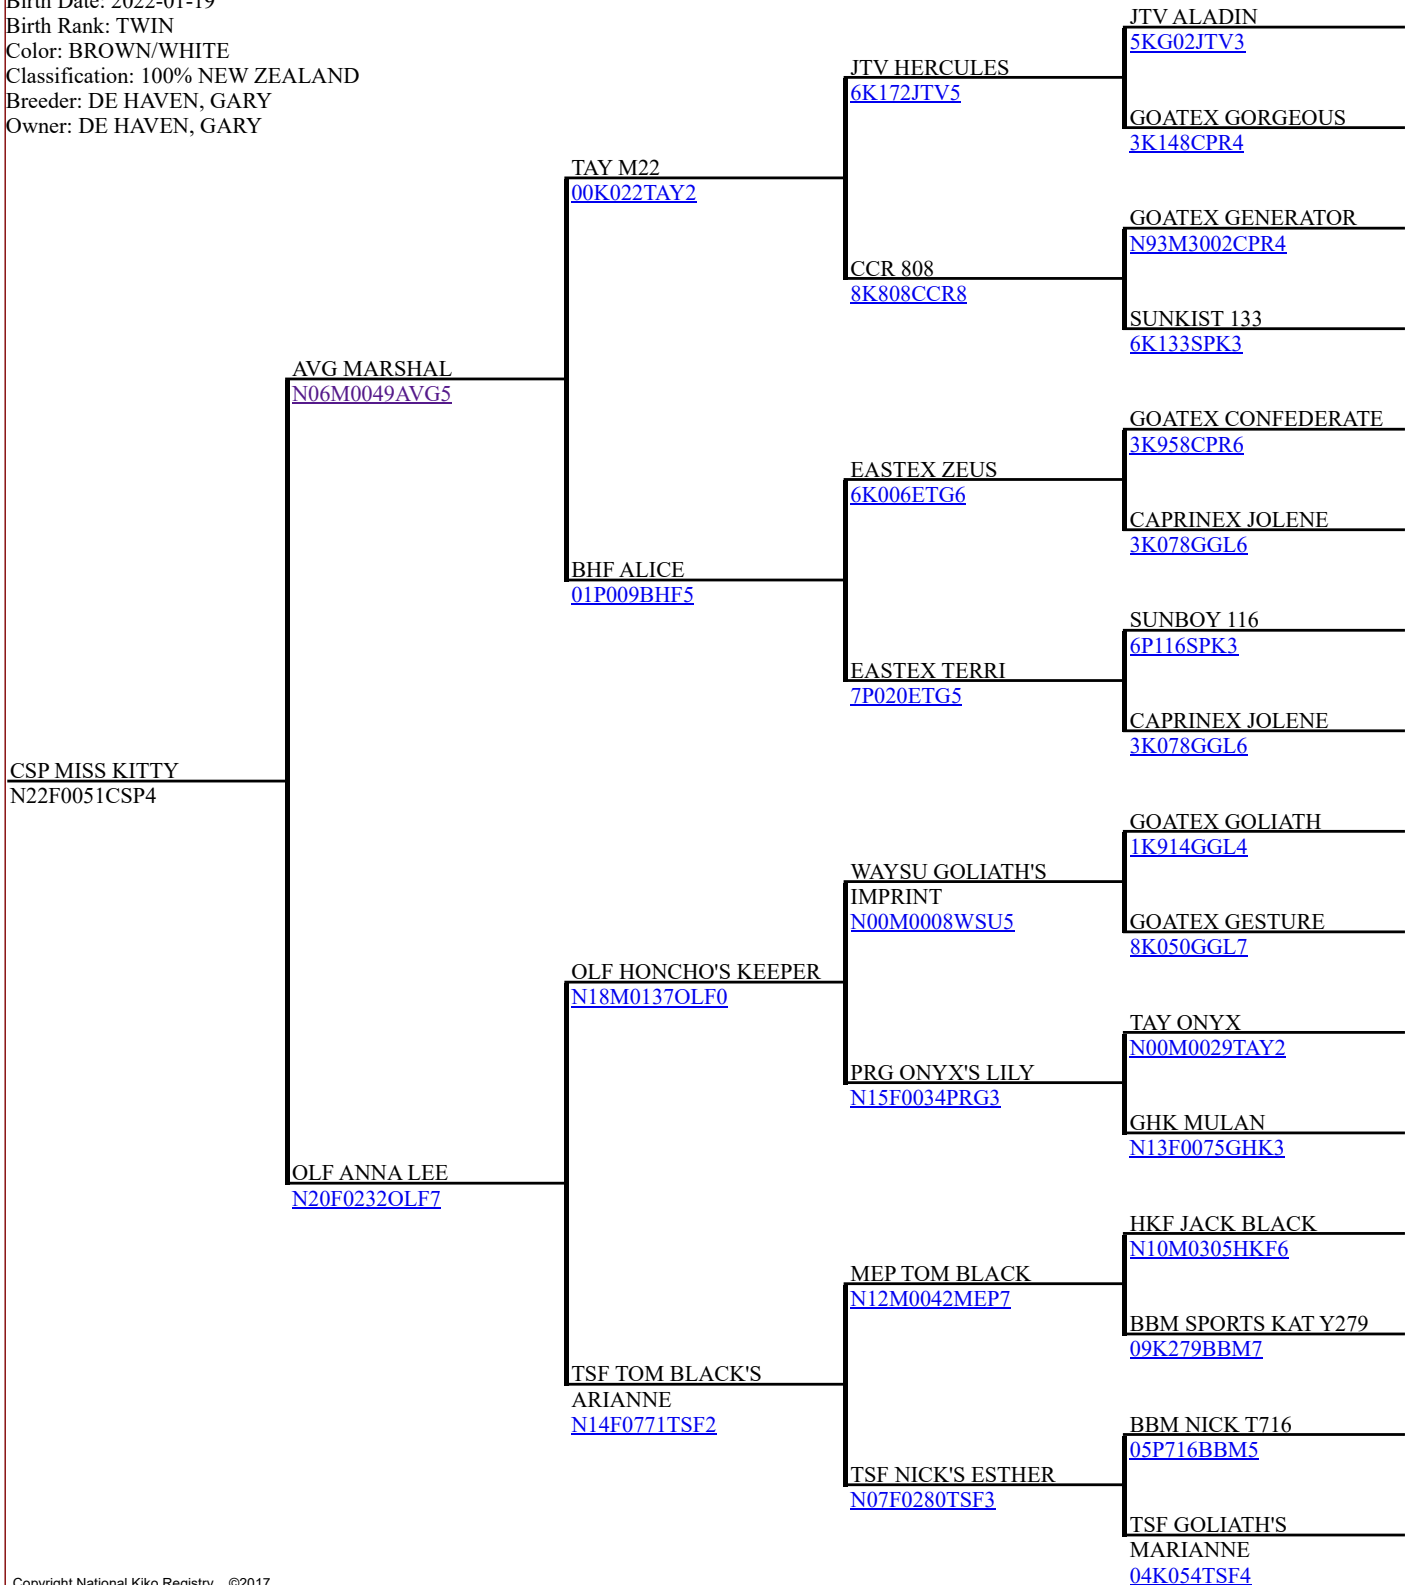 Birth Date: 2022-01-19
Birth Rank: TWIN
Color: BROWN/WHITE
Classification: 100% NEW ZEALAND
Breeder: DE HAVEN, GARY
Owner: DE HAVEN, GARY
JTV ALADIN
5KG02JTV3
JTV HERCULES
6K172JTV5
GOATEX GORGEOUS
3K148CPR4
TAY M22
00K022TAY2
GOATEX GENERATOR
N93M3002CPR4
CCR 808
8K808CCR8
SUNKIST 133
6K133SPK3
AVG MARSHAL
N06M0049AVG5
GOATEX CONFEDERATE
3K958CPR6
EASTEX ZEUS
6K006ETG6
CAPRINEX JOLENE
3K078GGL6
BHF ALICE
01P009BHF5
SUNBOY 116
6P116SPK3
EASTEX TERRI
7P020ETG5
CAPRINEX JOLENE
3K078GGL6
CSP MISS KITTY
N22F0051CSP4
GOATEX GOLIATH
1K914GGL4
WAYSU GOLIATH'S
IMPRINT
N00M0008WSU5
GOATEX GESTURE
8K050GGL7
OLF HONCHO'S KEEPER
N18M0137OLF0
TAY ONYX
N00M0029TAY2
PRG ONYX'S LILY
N15F0034PRG3
GHK MULAN
N13F0075GHK3
OLF ANNA LEE
N20F0232OLF7
HKF JACK BLACK
N10M0305HKF6
MEP TOM BLACK
N12M0042MEP7
BBM SPORTS KAT Y279
09K279BBM7
TSF TOM BLACK'S
ARIANNE
N14F0771TSF2
BBM NICK T716
05P716BBM5
TSF NICK'S ESTHER
N07F0280TSF3
TSF GOLIATH'S
MARIANNE
04K054TSF4
Copyright National Kiko Registry ©2017